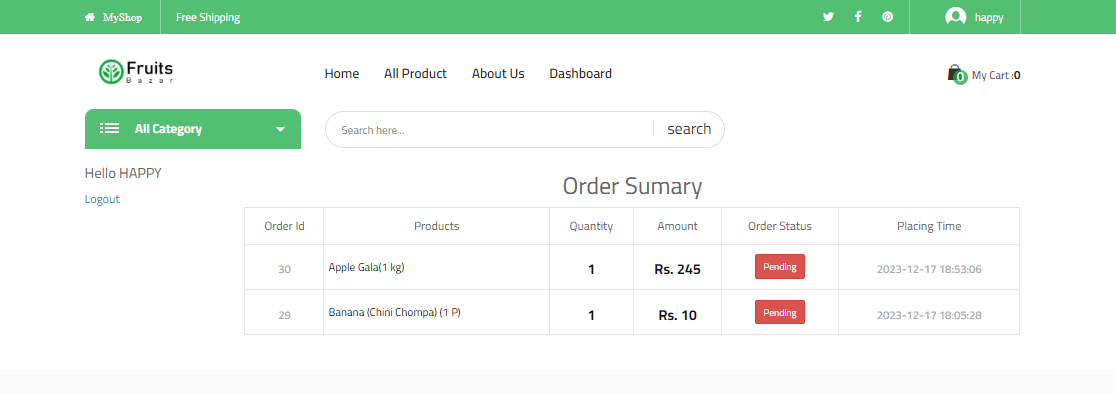 MyShop Free Shipping happy
Fruits
Bazar
Home All Product About Us Dashboard
0 My Cart :0
All Category
Search here... search
Hello HAPPY
Logout
Order Sumary
Order Id Products Quantity Amount Order Status Placing Time
30 Apple Gala(1 kg) 1 Rs. 245 Pending 2023-12-17 18:53:06
29 Banana (Chini Chompa) (1 P) 1 Rs. 10 Pending 2023-12-17 18:05:28